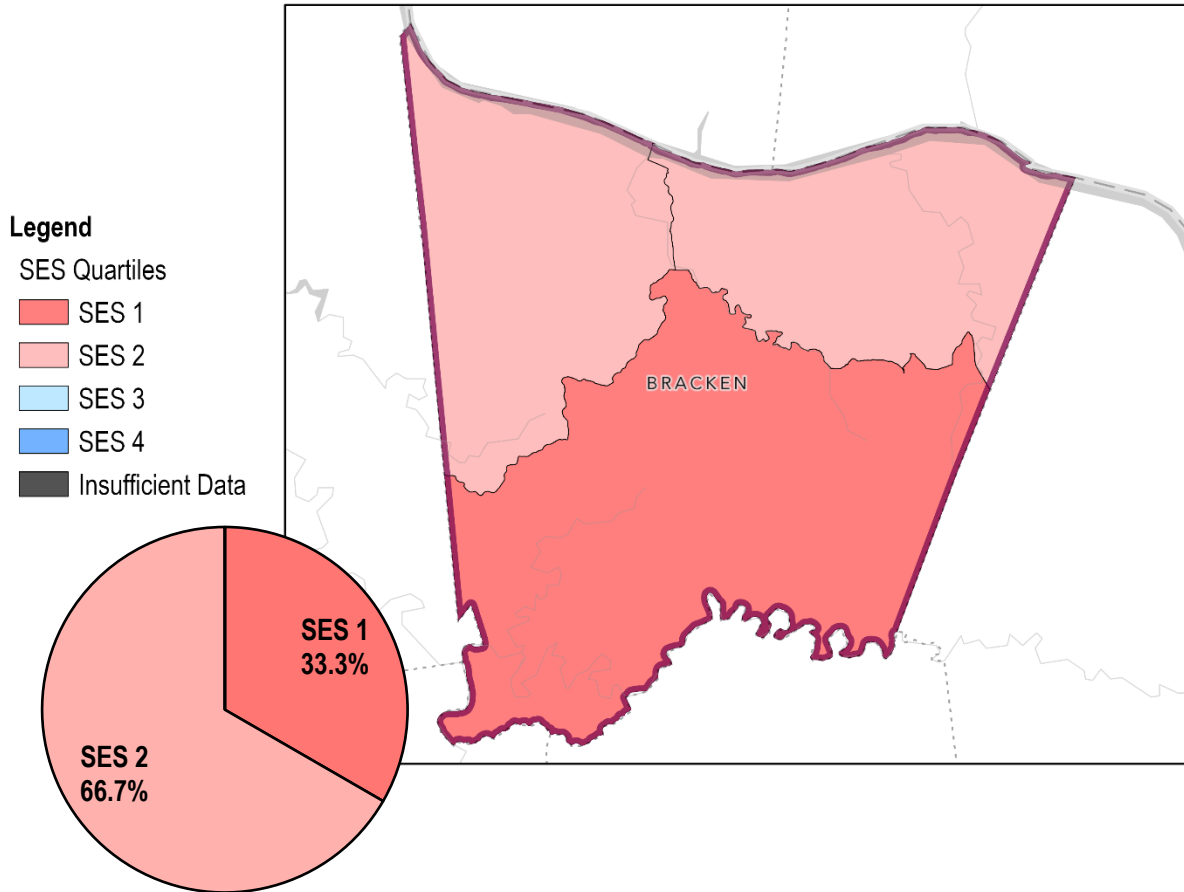 Legend
SES Quartiles
SES 1
SES 2
SES 3
SES 4
Insufficient Data
BRACKEN
SES 1
33.3%
SES 2
66.7%